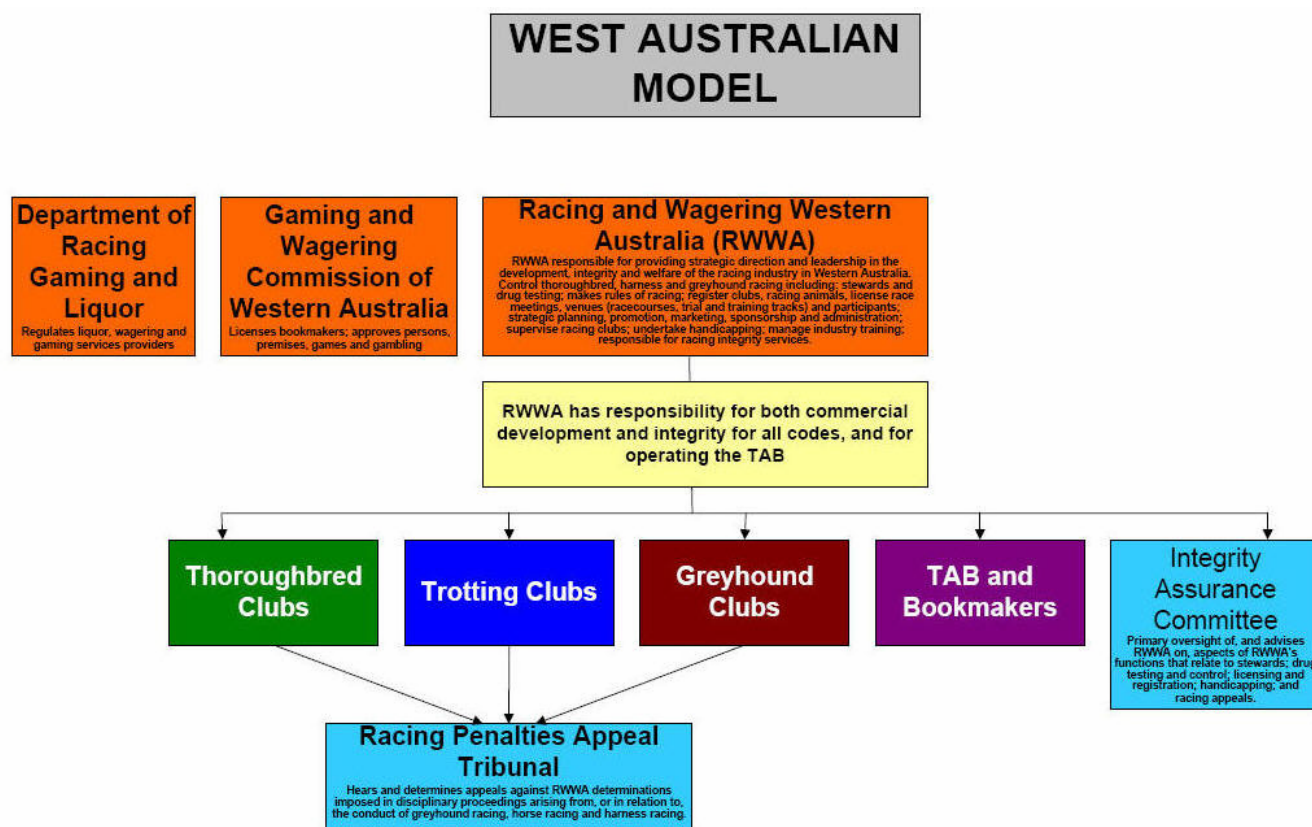 WEST AUSTRALIAN
MODEL
Department of
Racing
Gaming and
Liquor
Regulates liquor, wagering and
gaming services providers
Gaming and
Wagering
Commission of
Western Australia
Licenses bookmakers; approves persons,
premises, games and gambling
Racing and Wagering Western
Australia (RWWA)
RWWA responsible for providing strategic direction and leadership in the
development, integrity and welfare of the racing industry in Western Australia.
Control thoroughbred, harness and greyhound racing including; stewards and
drug testing; makes rules of racing; register clubs, racing animals, license race
meetings, venues (racecourses, trial and training tracks) and participants;
strategic planning, promotion, marketing, sponsorship and administration;
supervise racing clubs; undertake handicapping; manage industry training;
responsible for racing integrity services.
RWWA has responsibility for both commercial
development and integrity for all codes, and for
operating the TAB
Thoroughbred
Clubs
Trotting Clubs
Greyhound
Clubs
TAB and
Bookmakers
Integrity
Assurance
Committee
Primary oversight of, and advises
RWWA on, aspects of RWWA's
functions that relate to stewards; drug
testing and control; licensing and
registration; handicapping; and
racing appeals.
Racing Penalties Appeal
Tribunal
Hears and determines appeals against RWWA determinations
imposed in disciplinary proceedings arising from, or in relation to,
the conduct of greyhound racing, horse racing and harness racing.